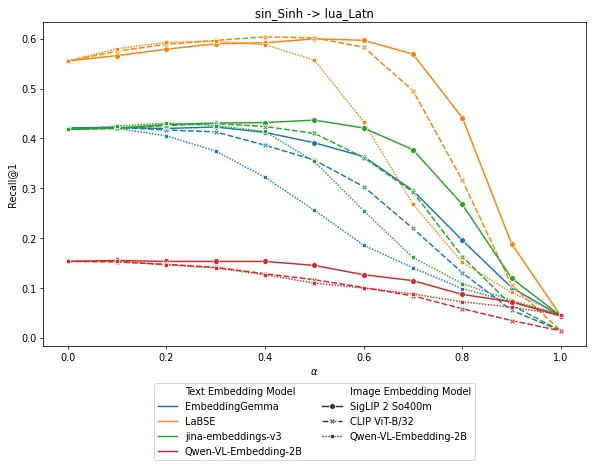 sin_Sinh -> lua_Latn
Recall@1
0.6
0.5
0.4
0.3
0.2
0.1
0.0
0.0 0.2 0.4 0.6 0.8 1.0
α
Text Embedding Model Image Embedding Model
EmbeddingGemma SigLIP 2 So400m
LaBSE CLIP ViT-B/32
jina-embeddings-v3 Qwen-VL-Embedding-2B
Qwen-VL-Embedding-2B